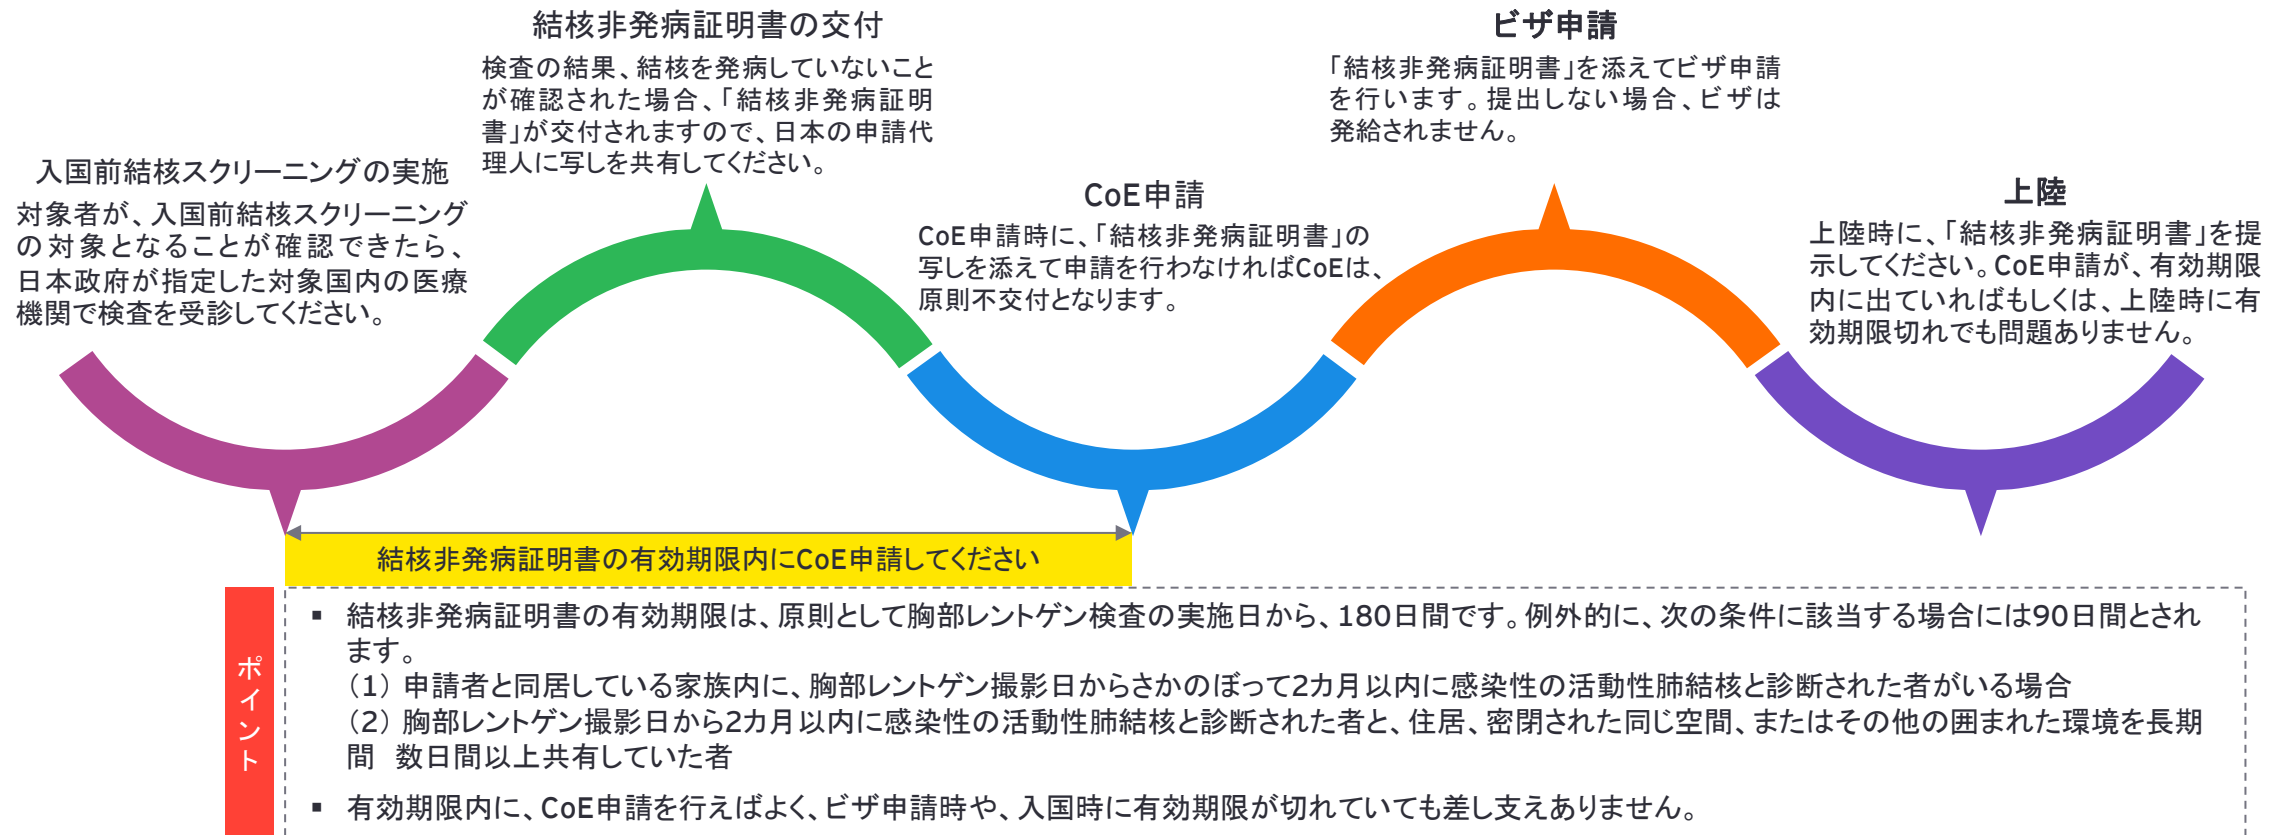 入国前結核スクリーニングの実施
対象者が、入国前結核スクリーニング
の対象となることが確認できたら、
日本政府が指定した対象国内の医療
機関で検査を受診してください。
結核非発病証明書の交付
検査の結果、結核を発病していないこと
が確認された場合、「結核非発病証明
書」が交付されますので、日本の申請代
理人に写しを共有してください。
CoE申請
CoE申請時に、「結核非発病証明書」の
写しを添えて申請を行わなければCoEは、
原則不交付となります。
ビザ申請
「結核非発病証明書」を添えてビザ申請
を行います。提出しない場合、ビザは
発給されません。
上陸
上陸時に、「結核非発病証明書」を提
示してください。CoE申請が、有効期限
内に出ていればもしくは、上陸時に有
効期限切れでも問題ありません。
結核非発病証明書の有効期限内にCoE申請してください
ポイント
▪ 結核非発病証明書の有効期限は、原則として胸部レントゲン検査の実施日から、180日間です。例外的に、次の条件に該当する場合には90日間とされ
ます。
（1） 申請者と同居している家族内に、胸部レントゲン撮影日からさかのぼって2カ月以内に感染性の活動性肺結核と診断された者がいる場合
（2） 胸部レントゲン撮影日から2カ月以内に感染性の活動性肺結核と診断された者と、住居、密閉された同じ空間、またはその他の囲まれた環境を長期
間　数日間以上共有していた者
▪ 有効期限内に、CoE申請を行えばよく、ビザ申請時や、入国時に有効期限が切れていても差し支えありません。